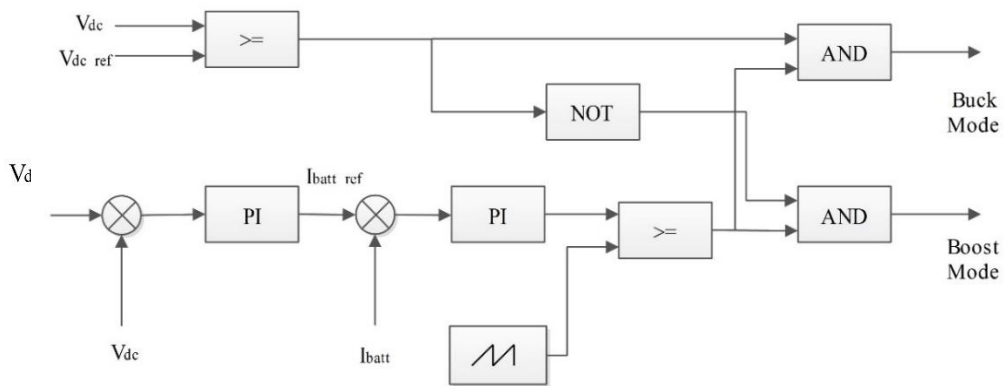 Vdc
>=
Vdc ref
AND
Buck
Mode
NOT
Vd
Ibatt ref
PI
PI
>=
AND
Boost
Mode
Vdc
Ibatt